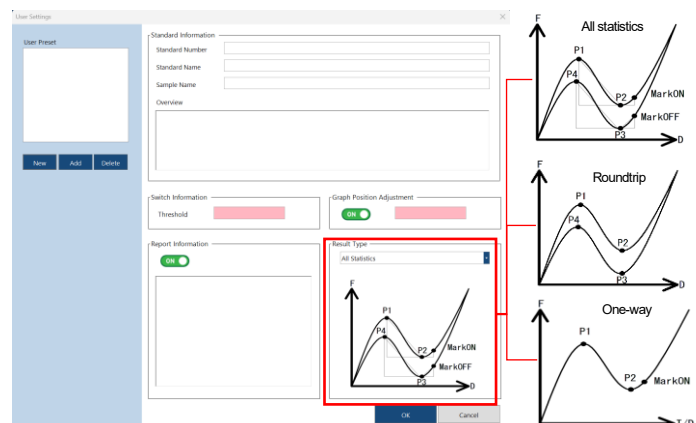 User Settings
User Preset
New Add Delete
Standard Information
Standard Number
Standard Name
Sample Name
Overview
Switch Information
Threshold
Graph Position Adjustment
ON
Report Information
ON
Result Type
All Statistics
F
P1
P4
P2
MarkON
MarkOFF
P3
D
OK Cancel
All statistics
F
P1
P4
P2
MarkON
MarkOFF
P3
D
Roundtrip
F
P1
P4
P2
P3
D
One-way
F
P1
P2
MarkON
T/D